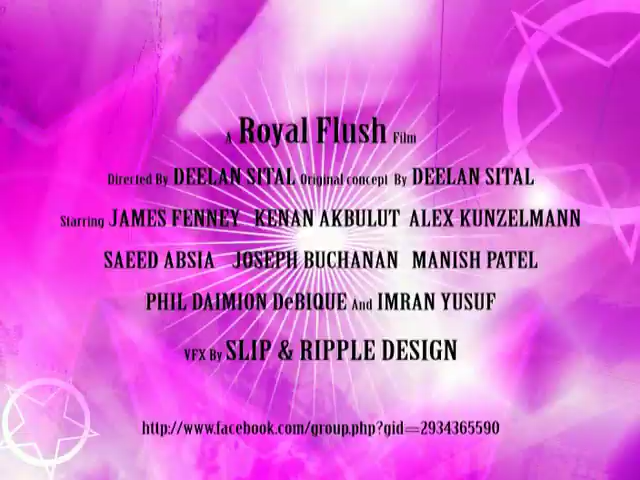 A Royal Flush Film
Directed By DEELAN SITAL Original concept By DEELAN SITAL
Starring JAMES FENNEY KENAN AKBULUT ALEX KUNZELMANN
SAEED ABSIA JOSEPH BUCHANAN MANISH PATEL
PHIL DAIMION DeBIQUE And IMRAN YUSUF
VFX By SLIP & RIPPLE DESIGN
http://www.facebook.com/group.php?gid=2934365590